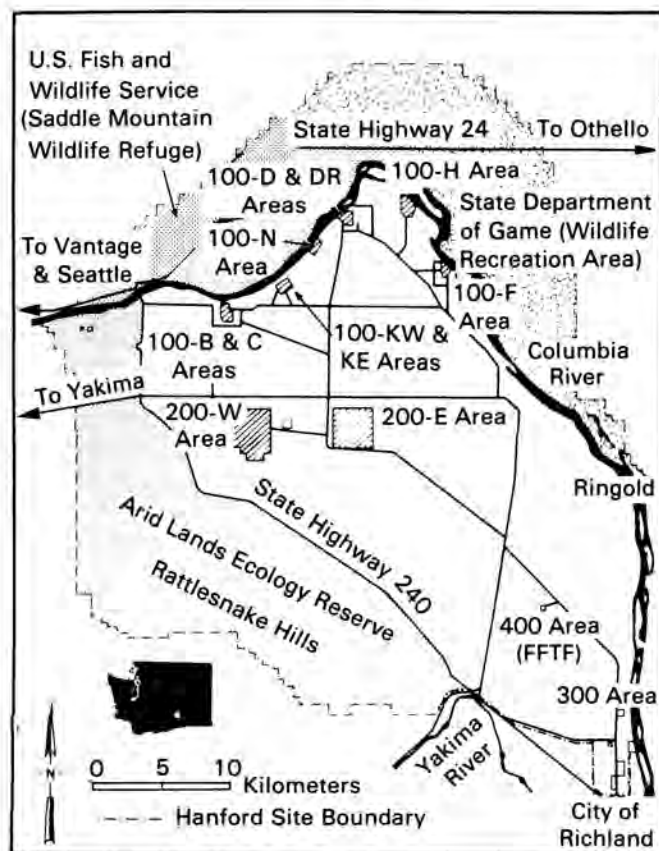 U.S. Fish and
Wildlife Service
(Saddle Mountain
Wildlife Refuge)
State Highway 24
To Othello
100-D & DR
Areas
100-H Area
100-N
Area
State Department
of Game (Wildlife
Recreation Area)
To Vantage
& Seattle
100-F
Area
100-B & C
Areas
100-KW &
KE Areas
Columbia
River
To Yakima
200-W
Area
200-E Area
Ringold
State Highway 240
Arid Lands Ecology Reserve
Rattlesnake Hills
400 Area
(FFTF)
300 Area
Yakima
River
N
0 5 10
Kilometers
Hanford Site Boundary
City of
Richland